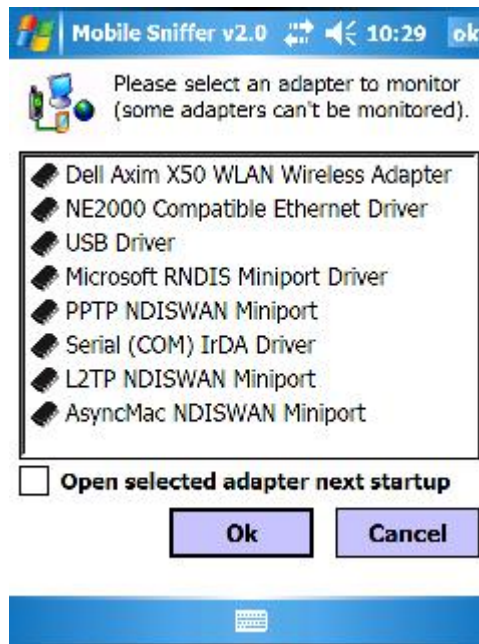 Mobile Sniffer v2.0 10:29 ok
Please select an adapter to monitor
(some adapters can't be monitored).
Dell Axim X50 WLAN Wireless Adapter
NE2000 Compatible Ethernet Driver
USB Driver
Microsoft RNDIS Miniport Driver
PPTP NDISWAN Miniport
Serial (COM) IrDA Driver
L2TP NDISWAN Miniport
AsyncMac NDISWAN Miniport
Open selected adapter next startup
Ok Cancel